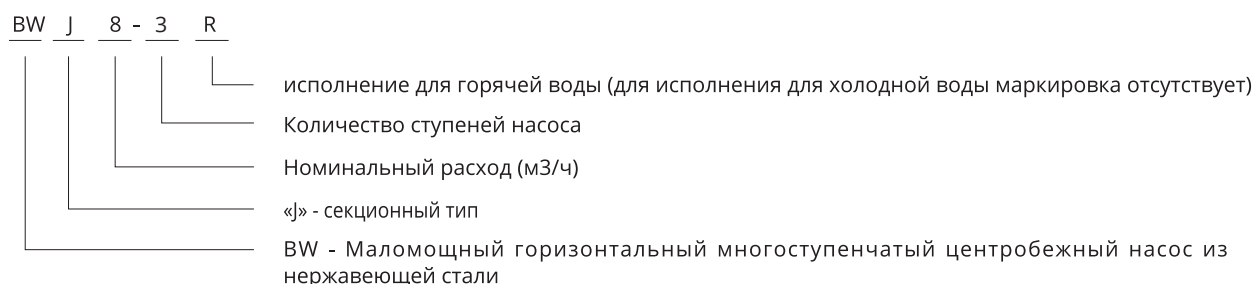 BW J 8 - 3 R
исполнение для горячей воды (для исполнения для холодной воды маркировка отсутствует)
Количество ступеней насоса
Номинальный расход (м3/ч)
«J» - секционный тип
BW - Маломощный горизонтальный многоступенчатый центробежный насос из
нержавеющей стали